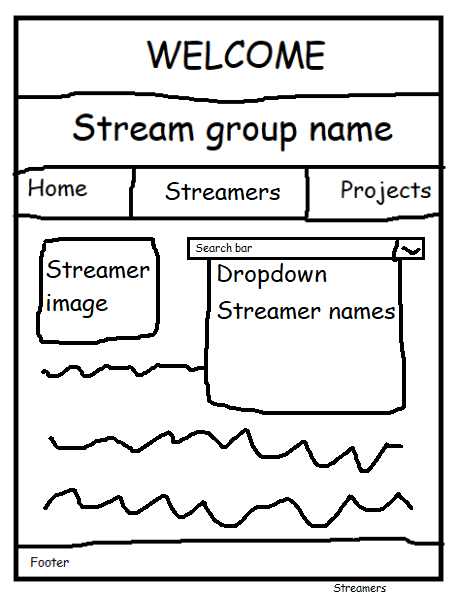 WELCOME
Stream group name
Home
Streamers
Projects
Streamer
image
Search bar
Dropdown
Streamer names
Footer
Streamers